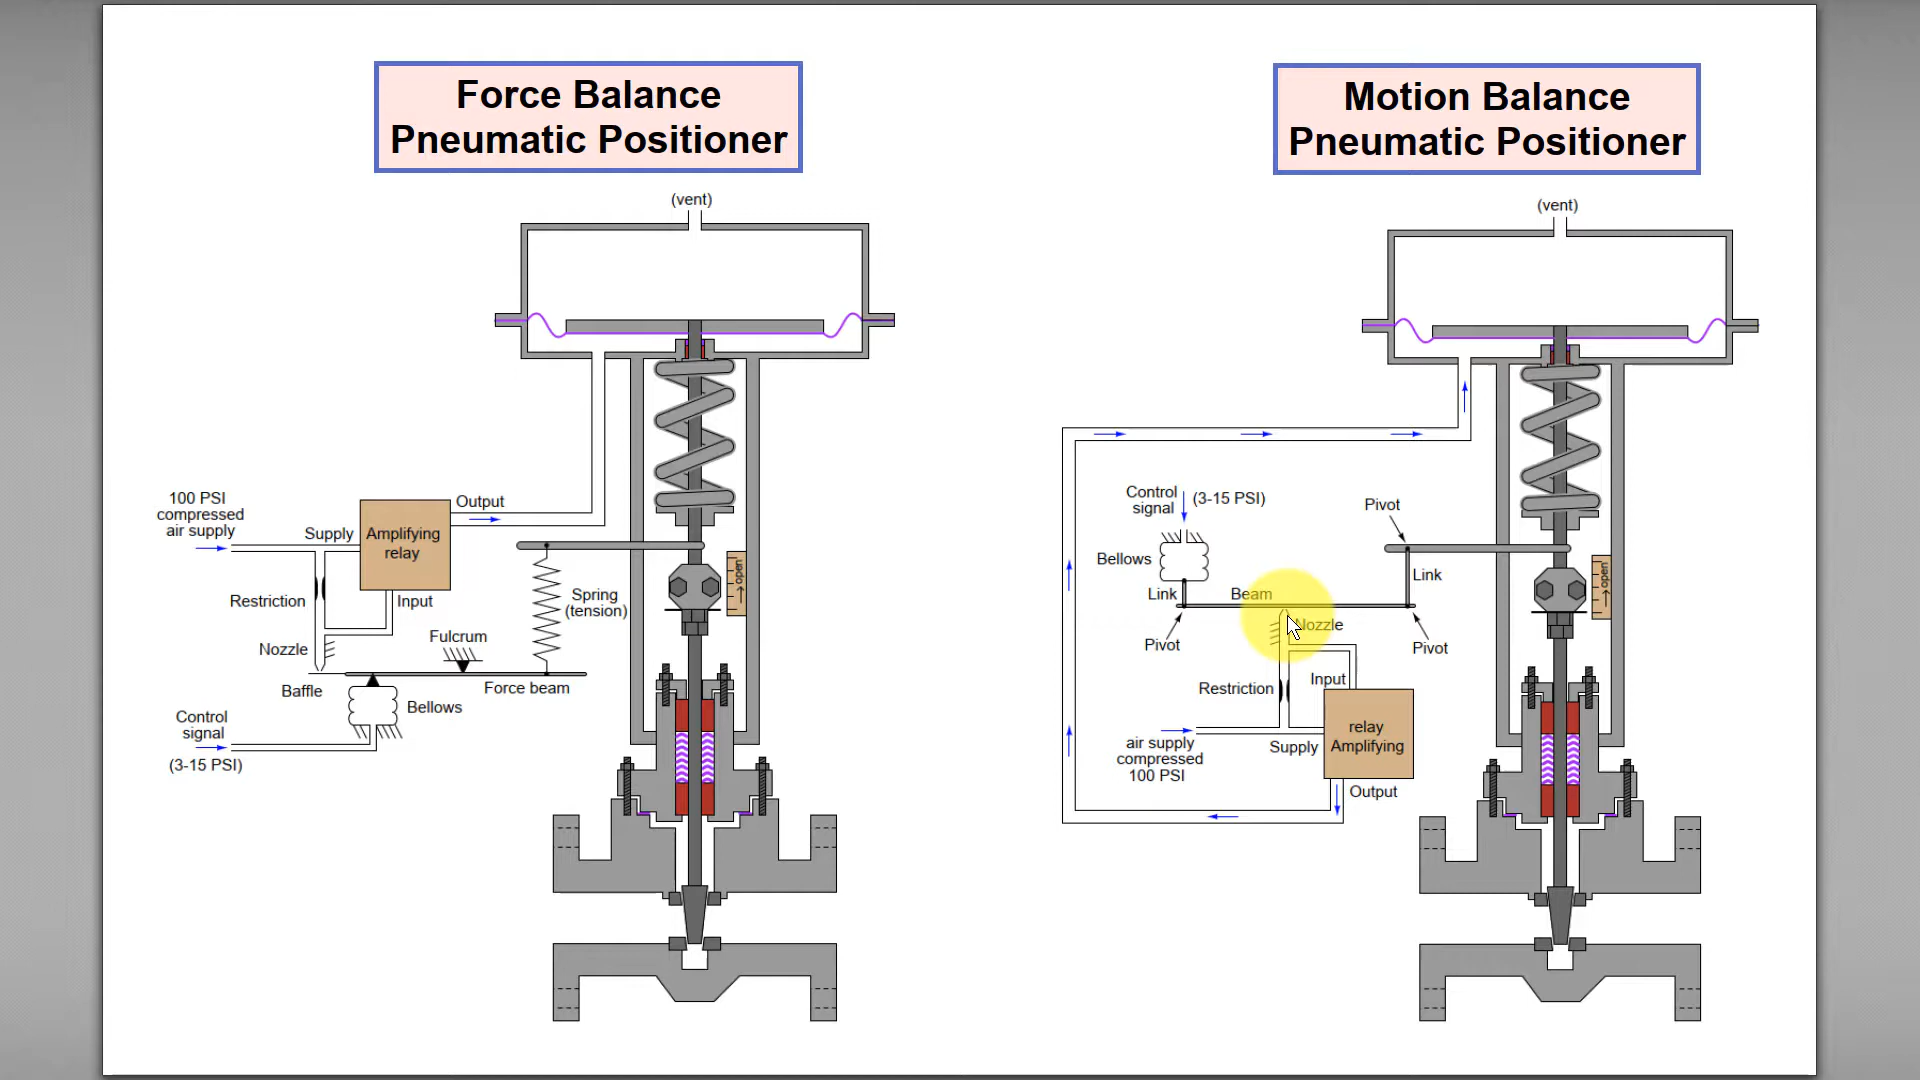 Force Balance
Pneumatic Positioner
(vent)
100 PSI
compressed
air supply
Supply
Amplifying
relay
Output
Restriction
Input
Spring
(tension)
open
Fulcrum
Nozzle
Baffle
Force beam
Bellows
Control
signal
(3-15 PSI)
Motion Balance
Pneumatic Positioner
(vent)
Control
signal
(3-15 PSI)
Pivot
Bellows
Link
Link
Beam
open
Nozzle
Pivot
Pivot
Restriction
Input
relay
Amplifying
Supply
air supply
compressed
100 PSI
Output